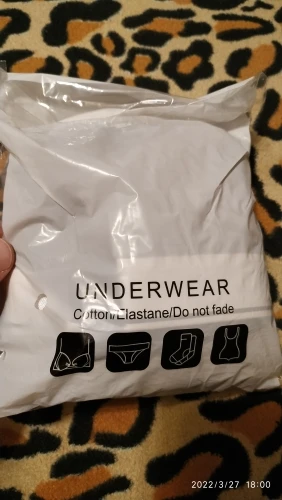 UNDERWEAR
Cotton/Elastane/Do not fade
2022/3/27 18:00